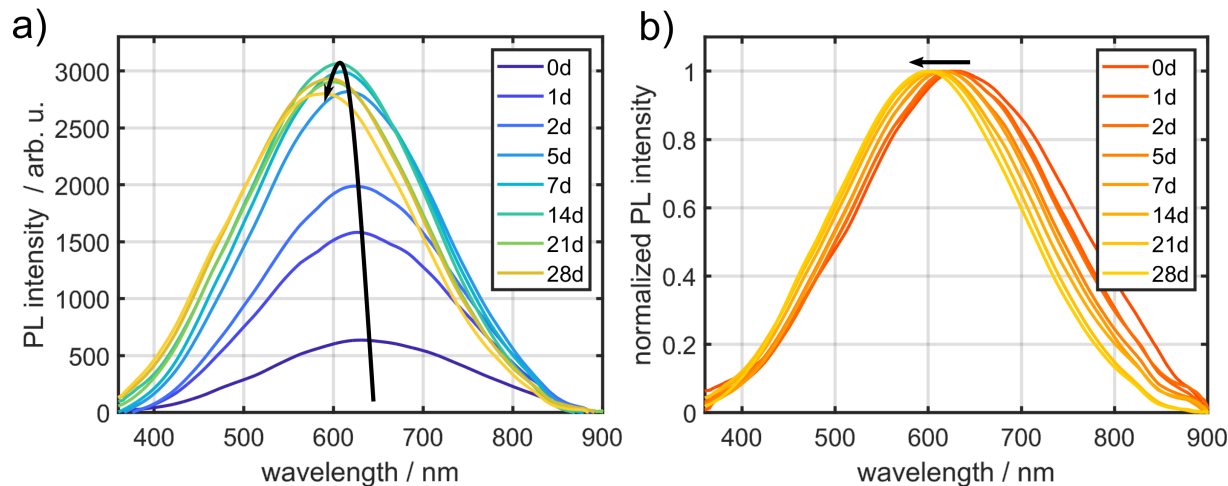 a)
PL intensity / arb. u.
3000
2500
2000
1500
1000
500
0
400 500 600 700 800 900
wavelength / nm
0d
1d
2d
5d
7d
14d
21d
28d
b)
normalized PL intensity
1
0.8
0.6
0.4
0.2
0
400 500 600 700 800 900
wavelength / nm
0d
1d
2d
5d
7d
14d
21d
28d